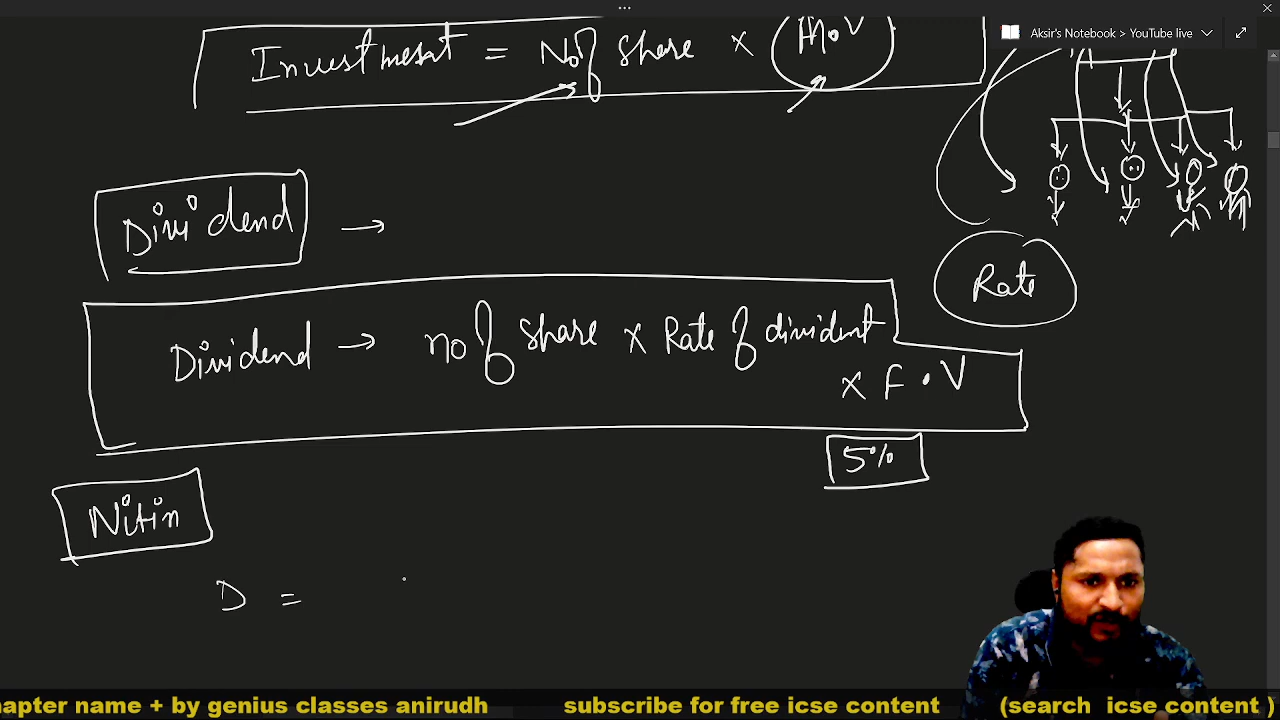 Aksir's Notebook > YouTube live
Investment = No of Share × M.V
Dividend →
Rate
Dividend → no of share × Rate of divident
× F.V
5%
Nitin
D =
hapter name + by genius classes anirudh subscribe for free icse content (search icse content )